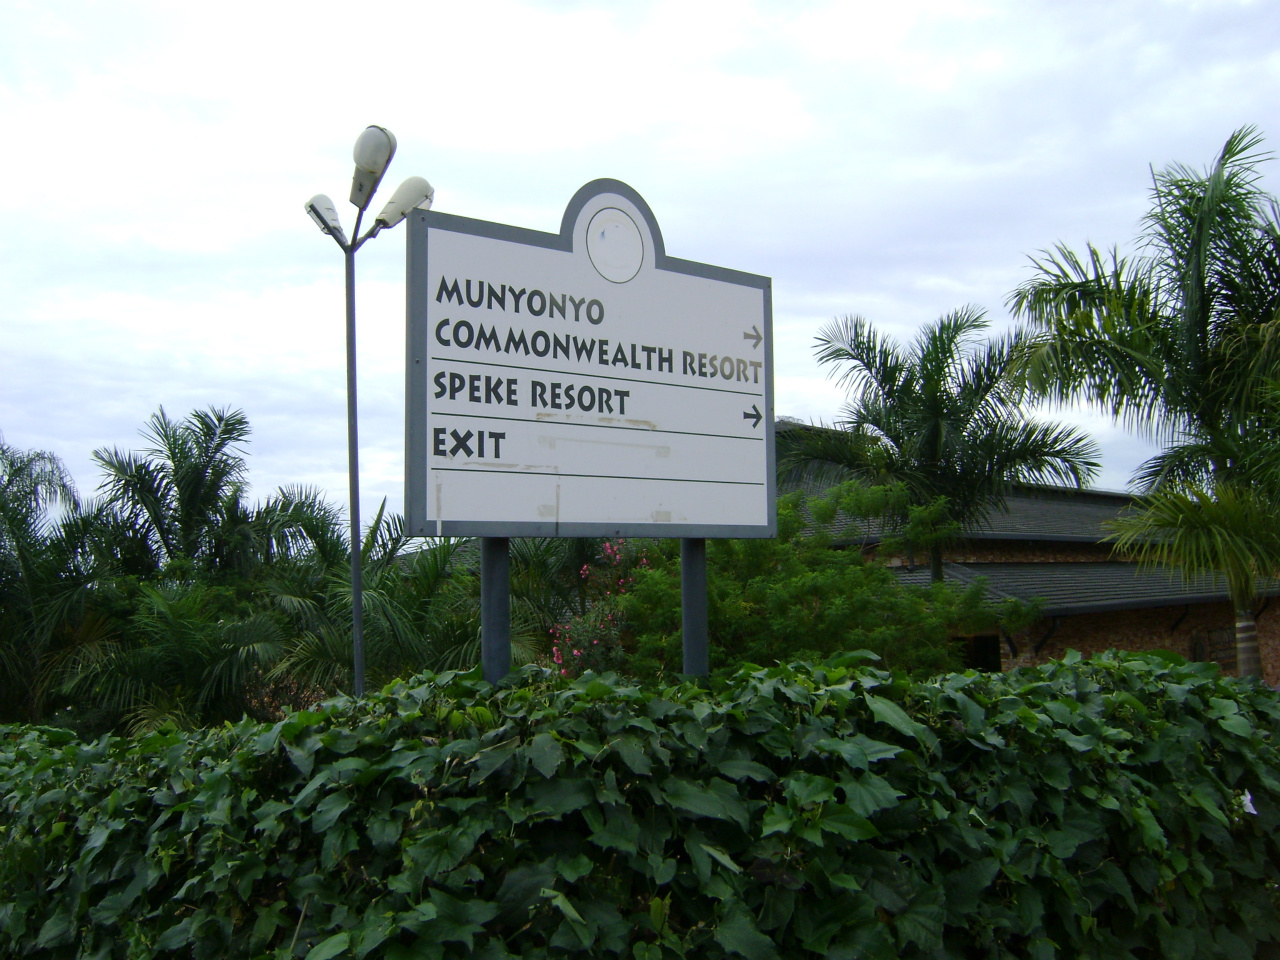 MUNYONYO
COMMONWEALTH RESORT →
SPEKE RESORT →
EXIT